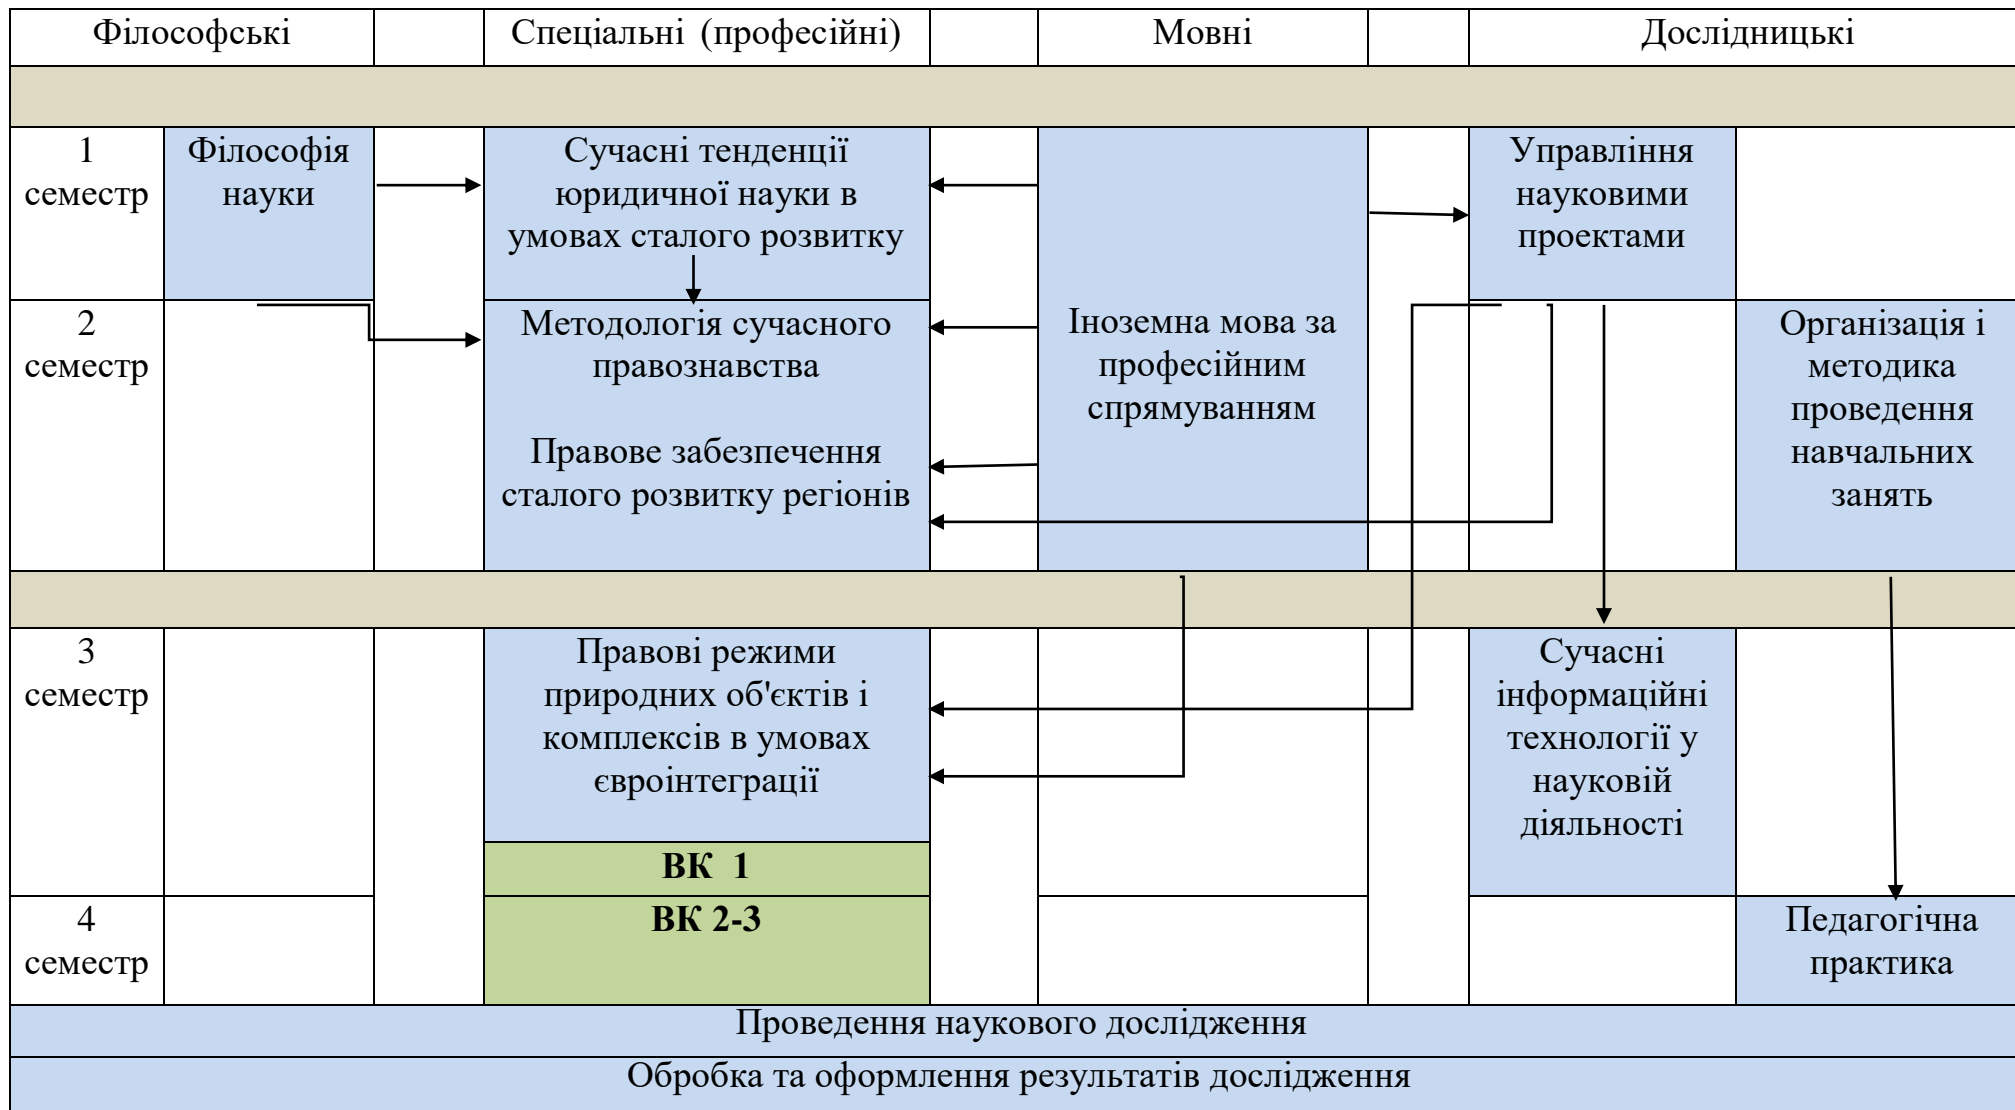 Філософські
Спеціальні (професійні)
Мовні
Дослідницькі
1
семестр
Філософія
науки
Сучасні тенденції
юридичної науки в
умовах сталого розвитку
Іноземна мова за
професійним
спрямуванням
Управління
науковими
проектами
2
семестр
Методологія сучасного
правознавства
Правове забезпечення
сталого розвитку регіонів
Організація і
методика
проведення
навчальних
занять
3
семестр
Правові режими
природних об'єктів і
комплексів в умовах
євроінтеграції
ВК 1
Сучасні
інформаційні
технології у
науковій
діяльності
4
семестр
ВК 2-3
Педагогічна
практика
Проведення наукового дослідження
Обробка та оформлення результатів дослідження